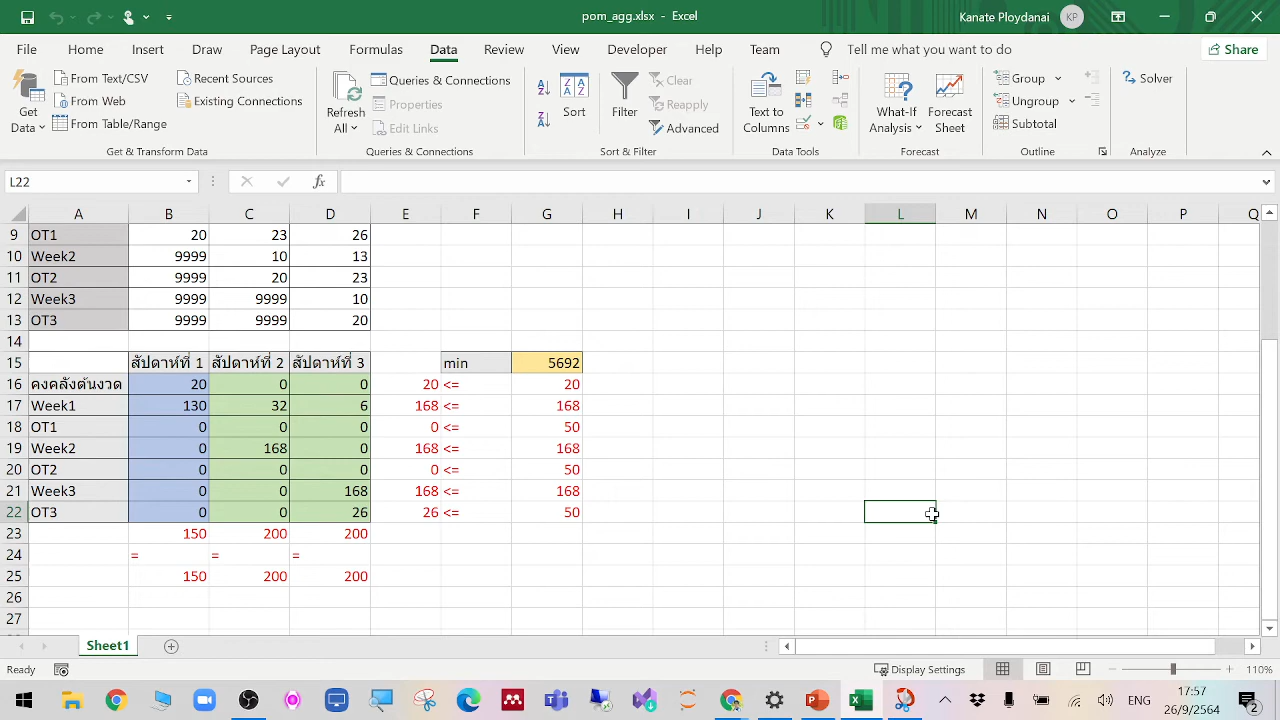 pom_agg.xlsx - Excel
Kanate Ploydanai KP
File Home Insert Draw Page Layout Formulas Data Review View Developer Help Team Tell me what you want to do Share
Get Data From Text/CSV From Web From Table/Range Recent Sources Existing Connections
Get & Transform Data
Refresh All Queries & Connections Properties Edit Links
Queries & Connections
Sort Filter Clear Reapply Advanced
Sort & Filter
Text to Columns
Data Tools
What-If Analysis Forecast Sheet
Forecast
Group Ungroup Subtotal
Outline
Solver
Analyze
L22 fx
A B C D E F G H I J K L M N O P Q
9 OT1 20 23 26
10 Week2 9999 10 13
11 OT2 9999 20 23
12 Week3 9999 9999 10
13 OT3 9999 9999 20
14
15 สัปดาห์ที่ 1 สัปดาห์ที่ 2 สัปดาห์ที่ 3 min 5692
16 คงคลังต้นงวด 20 0 0 20 <= 20
17 Week1 130 32 6 168 <= 168
18 OT1 0 0 0 0 <= 50
19 Week2 0 168 0 168 <= 168
20 OT2 0 0 0 0 <= 50
21 Week3 0 0 168 168 <= 168
22 OT3 0 0 26 26 <= 50
23 150 200 200
24 = = =
25 150 200 200
26
27
Sheet1
Ready Display Settings 110%
ENG 17:57 26/9/2564 2